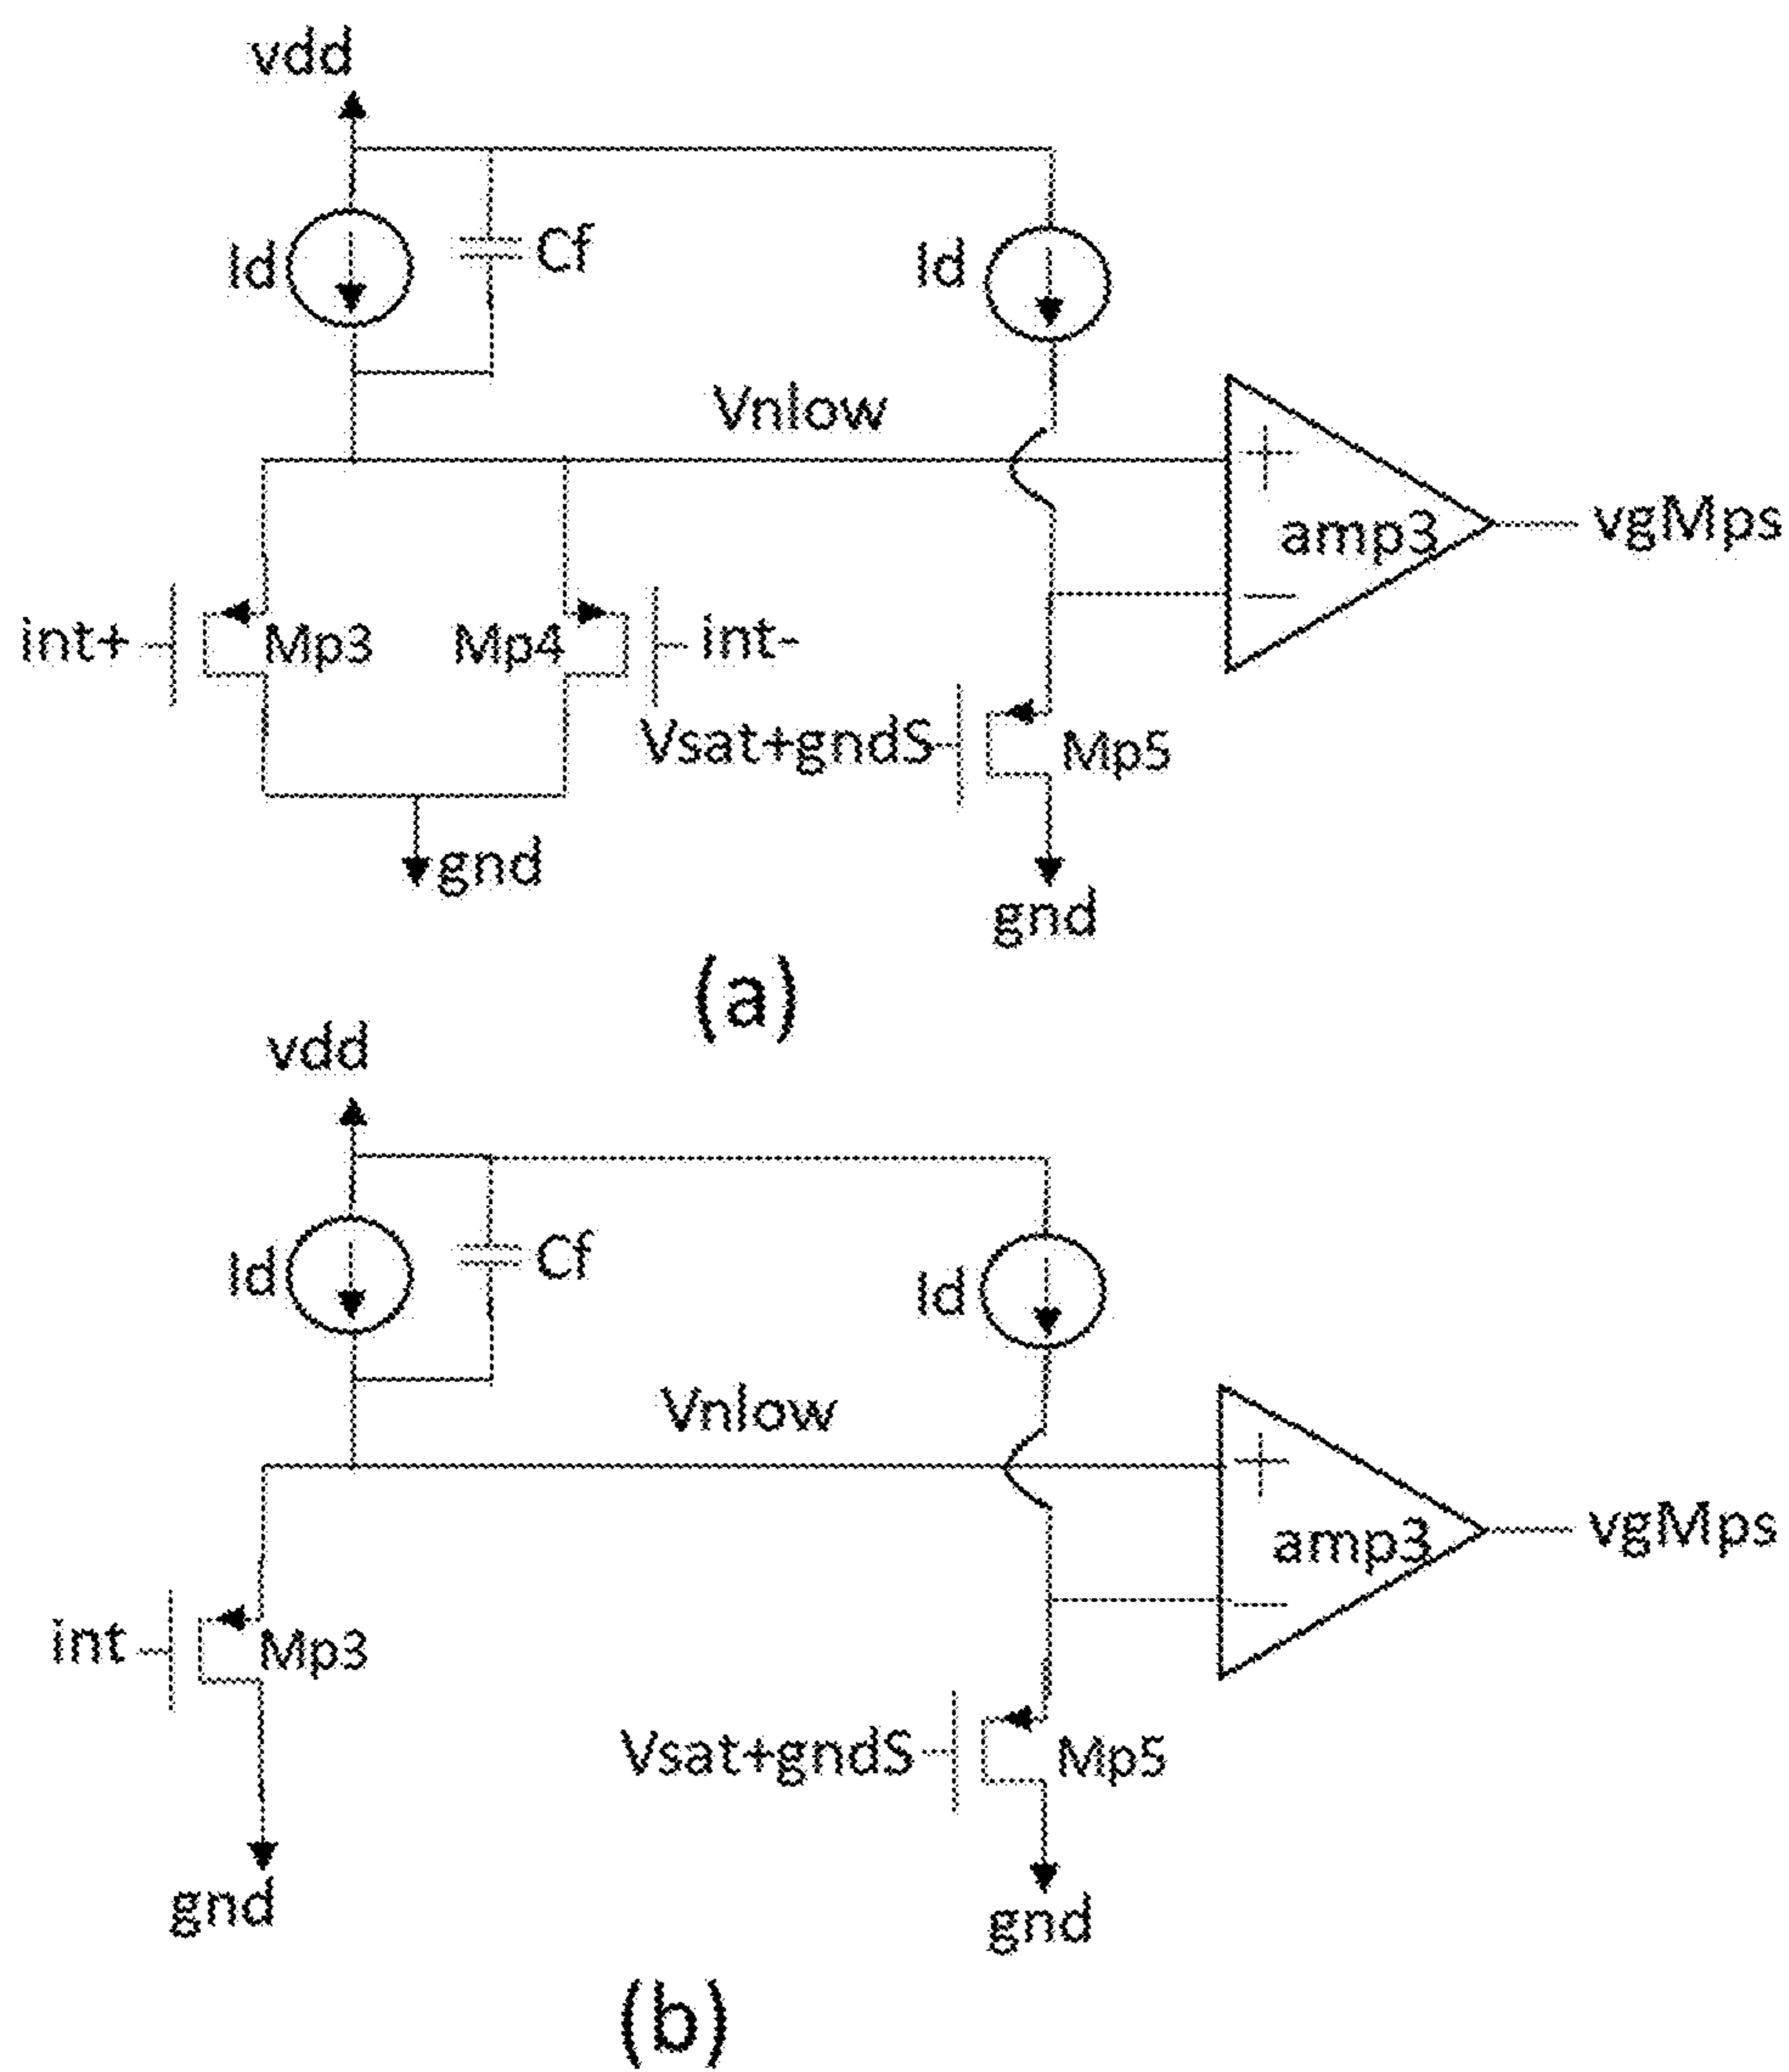 vdd
Id
Cf
Id
Vnlow
+
amp3
vgMps
int+
Mp3
Mp4
int-
−
Vsat+gndS
Mp5
gnd
gnd
(a)
vdd
Id
Cf
Id
Vnlow
+
amp3
vgMps
int
Mp3
−
Vsat+gndS
Mp5
gnd
gnd
(b)